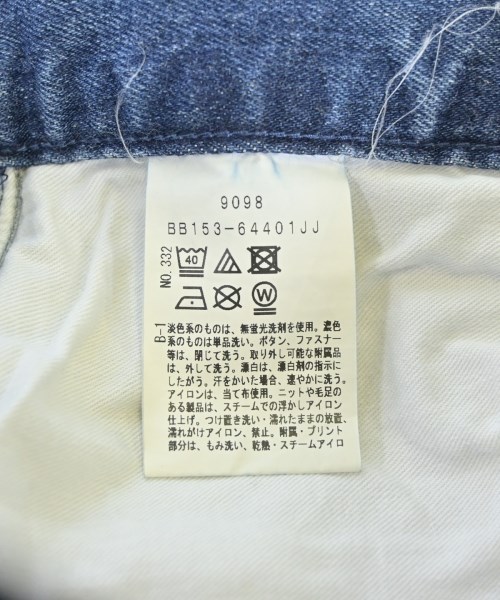 9098
BB153-64401JJ
NO.332
40
W
B-1
淡色系のものは、無蛍光洗剤を使用。濃色
系のものは単品洗い。ボタン、ファスナー
等は、閉じて洗う。取り外し可能な附属品
は、外して洗う。漂白は、漂白剤の指示に
したがう。汗をかいた場合、速やかに洗う。
アイロンは、当て布使用。ニットや毛足の
ある製品は、スチームでの浮かしアイロン
仕上げ。つけ置き洗い・濡れたままの放置、
濡れがけアイロン、禁止。附属・プリント
部分は、もみ洗い、乾熱・スチームアイロ